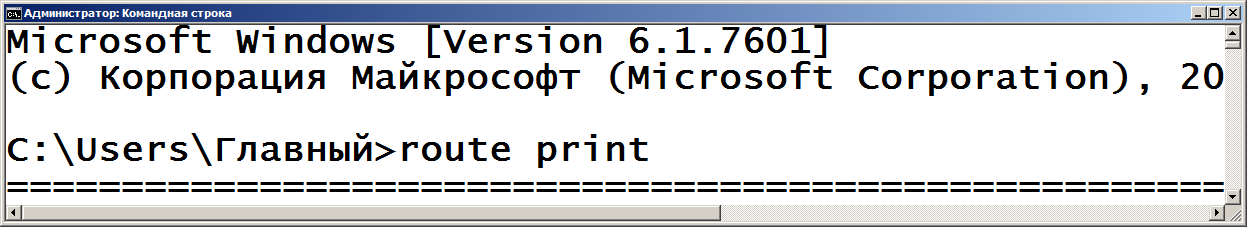 Администратор: Командная строка
Microsoft Windows [Version 6.1.7601]
(c) Корпорация Майкрософт (Microsoft Corporation), 20

C:\Users\Главный>route print
=====================================================